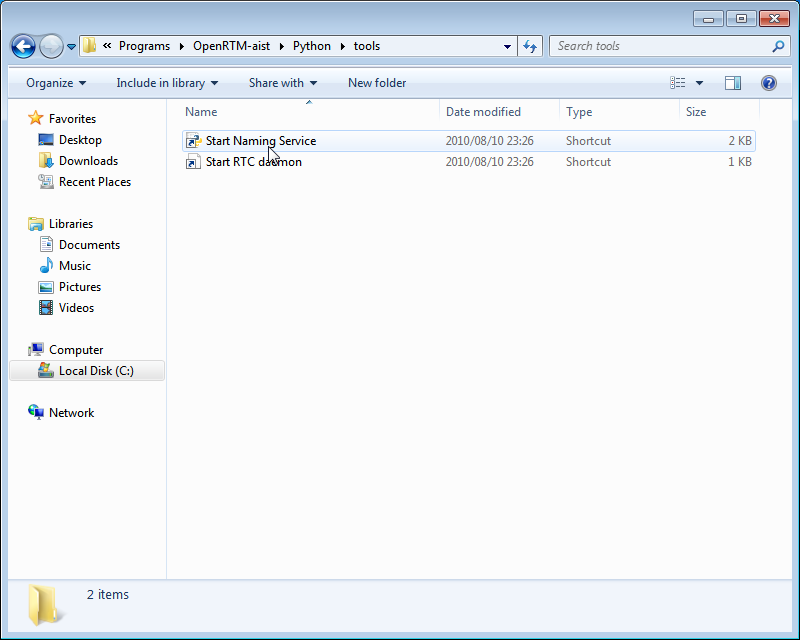 « Programs ▸ OpenRTM-aist ▸ Python ▸ tools
Search tools
Organize Include in library Share with New folder
Name Date modified Type Size
Favorites
Desktop
Downloads
Recent Places
Libraries
Documents
Music
Pictures
Videos
Computer
Local Disk (C:)
Network
Start Naming Service 2010/08/10 23:26 Shortcut 2 KB
Start RTC daemon 2010/08/10 23:26 Shortcut 1 KB
2 items